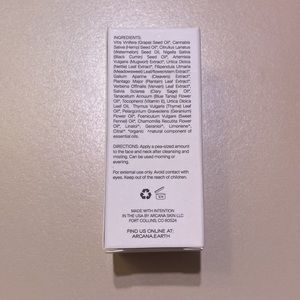 INGREDIENTS:
Vitis Vinifera (Grape) Seed Oil*, Cannabis
Sativa (Hemp) Seed Oil*, Citrullus Lanatus
(Watermelon) Seed Oil, Nigella Sativa
(Black Cumin) Seed Oil*, Artemisia
Vulgaris (Mugwort) Extract*, Urtica Dioica
(Nettle) Leaf Extract*, Filipendula Ulmaria
(Meadowsweet) Leaf/flower/stem Extract*,
Galium Aparine (Cleavers) Extract*,
Plantago Major (Plantain) Leaf Extract*,
Verbena Officinalis (Vervain) Leaf Extract*,
Salvia Sclarea (Clary Sage) Oil*,
Tanacetum Annuum (Blue Tansy) Flower
Oil*, Tocopherol (Vitamin E), Urtica Dioica
Leaf Oil, Thymus Vulgaris (Thyme) Leaf
Oil*, Pelargonium Graveolens (Geranium)
Flower Oil*, Foeniculum Vulgare (Sweet
Fennel) Oil*, Chamomilla Recutita Flower
Oil*, Linalol°, Geraniol°, Limonene°,
Citral° *organic °natural component of
essential oils.
DIRECTIONS: Apply a pea-sized amount
to the face and neck after cleansing and
misting. Can be used morning or
evening.
For external use only. Avoid contact with
eyes. Keep out of the reach of children.
MADE WITH INTENTION
IN THE USA BY ARCANA SKIN LLC
FORT COLLINS, CO 80524
FIND US ONLINE AT:
ARCANA.EARTH